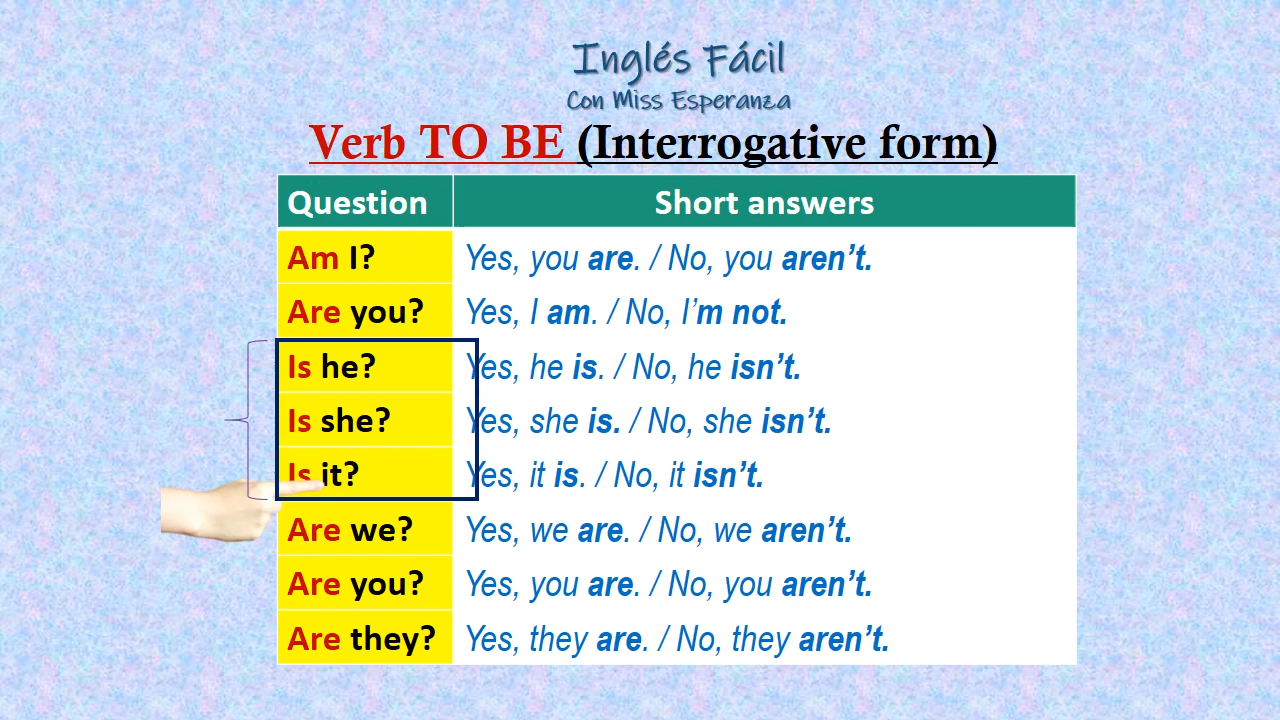 Inglés Fácil
Con Miss Esperanza
Verb TO BE (Interrogative form)
Question Short answers
Am I? Yes, you are. / No, you aren’t.
Are you? Yes, I am. / No, I’m not.
Is he? Yes, he is. / No, he isn’t.
Is she? Yes, she is. / No, she isn’t.
Is it? Yes, it is. / No, it isn’t.
Are we? Yes, we are. / No, we aren’t.
Are you? Yes, you are. / No, you aren’t.
Are they? Yes, they are. / No, they aren’t.